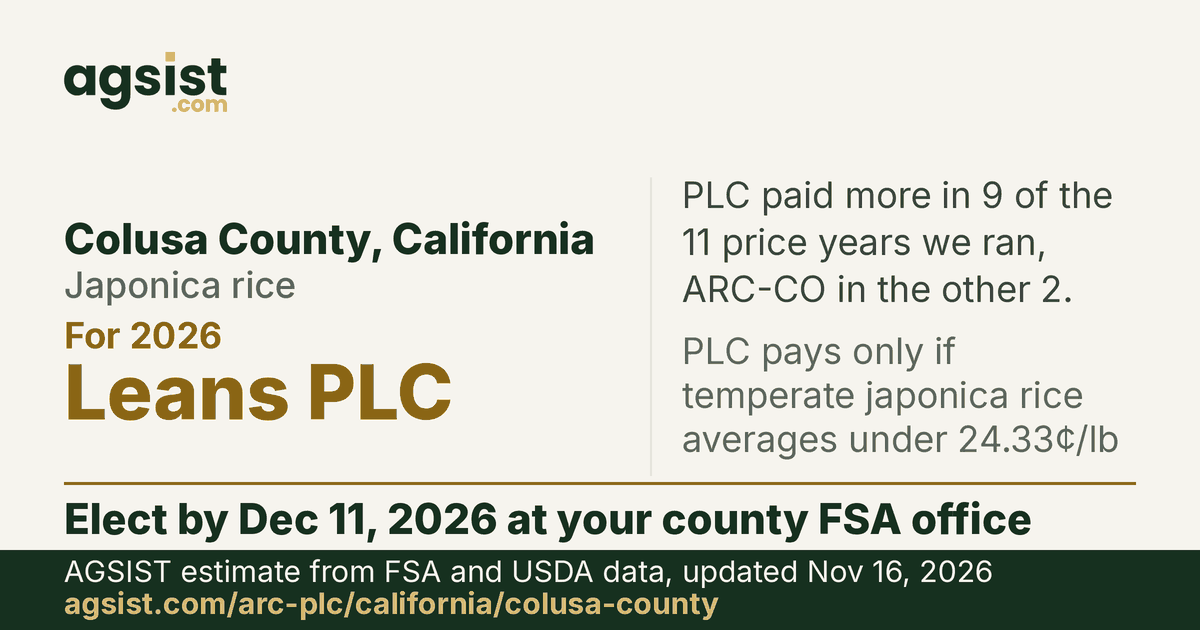 agsist
.com
Colusa County, California
Japonica rice
For 2026
Leans PLC
PLC paid more in 9 of the
11 price years we ran,
ARC-CO in the other 2.
PLC pays only if
temperate japonica rice
averages under 24.33¢/lb
Elect by Dec 11, 2026 at your county FSA office
AGSIST estimate from FSA and USDA data, updated Nov 16, 2026
agsist.com/arc-plc/california/colusa-county